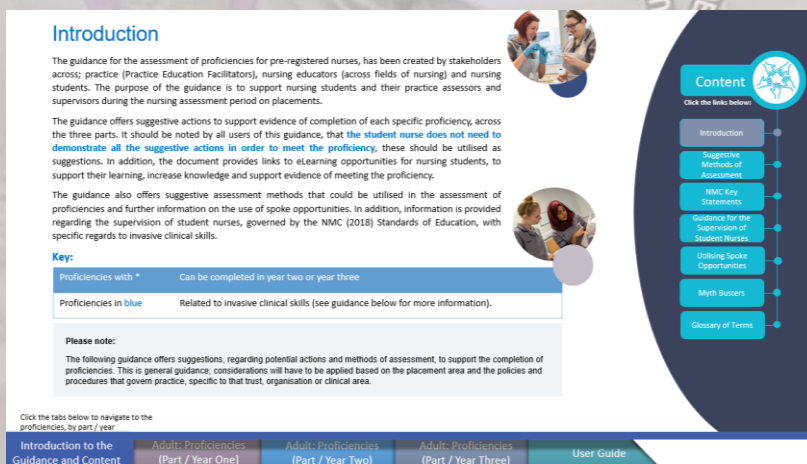 Introduction
The guidance for the assessment of proficiencies for pre-registered nurses, has been created by stakeholders
across; practice (Practice Education Facilitators), nursing educators (across fields of nursing) and nursing
students. The purpose of the guidance is to support nursing students and their practice assessors and
supervisors during the nursing assessment period on placements.
The guidance offers suggestive actions to support evidence of completion of each specific proficiency, across
the three parts. It should be noted by all users of this guidance, that the student nurse does not need to
demonstrate all the suggestive actions in order to meet the proficiency, these should be utilised as
suggestions. In addition, the document provides links to eLearning opportunities for nursing students, to
support their learning, increase knowledge and support evidence of meeting the proficiency.
The guidance also offers suggestive assessment methods that could be utilised in the assessment of
proficiencies and further information on the use of spoke opportunities. In addition, information is provided
regarding the supervision of student nurses, governed by the NMC (2018) Standards of Education, with
specific regards to invasive clinical skills.
Key:
Proficiencies with * Can be completed in year two or year three
Proficiencies in blue Related to invasive clinical skills (see guidance below for more information).
Please note:
The following guidance offers suggestions, regarding potential actions and methods of assessment, to support the completion of
proficiencies. This is general guidance; considerations will have to be applied based on the placement area and the policies and
procedures that govern practice, specific to that trust, organisation or clinical area.
Content
Click the links below:
Introduction
Suggestive
Methods of
Assessment
NMC Key
Statements
Guidance for the
Supervision of
Student Nurses
Utilising Spoke
Opportunities
Myth Busters
Glossary of Terms
Click the tabs below to navigate to the
proficiencies, by part / year
Introduction to the
Guidance and Content
Adult: Proficiencies
(Part / Year One)
Adult: Proficiencies
(Part / Year Two)
Adult: Proficiencies
(Part / Year Three)
User Guide